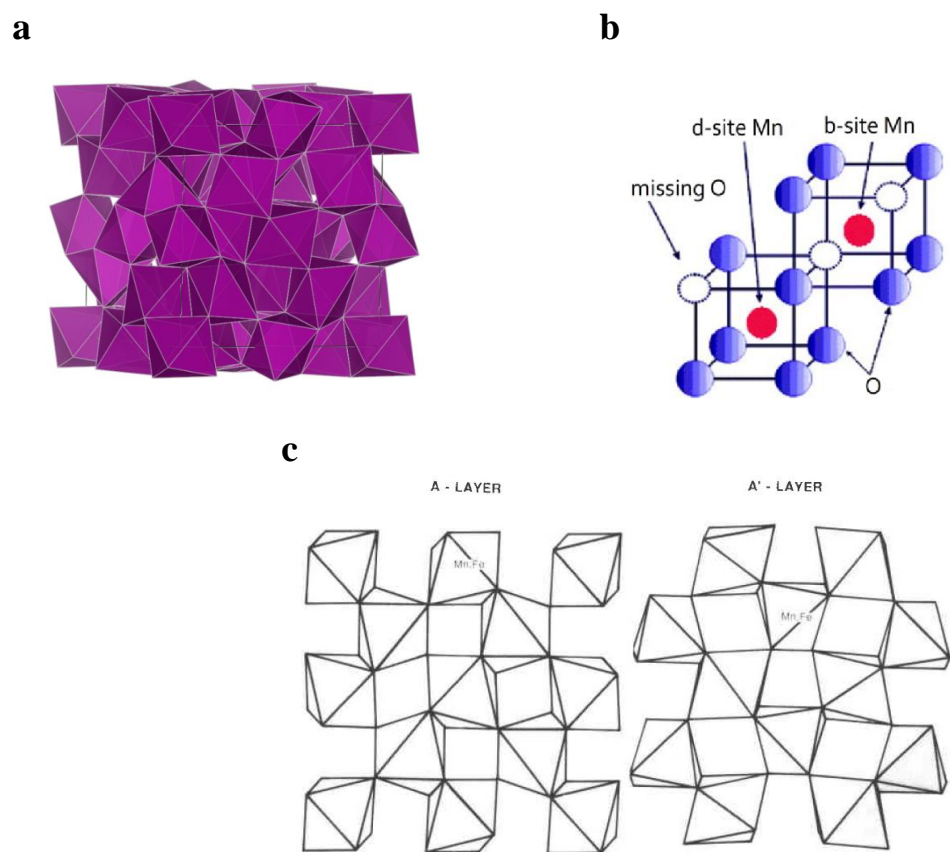 a
b
d-site Mn
b-site Mn
missing O
O
c
A - LAYER
A' - LAYER
Mn,Fe
Mn,Fe